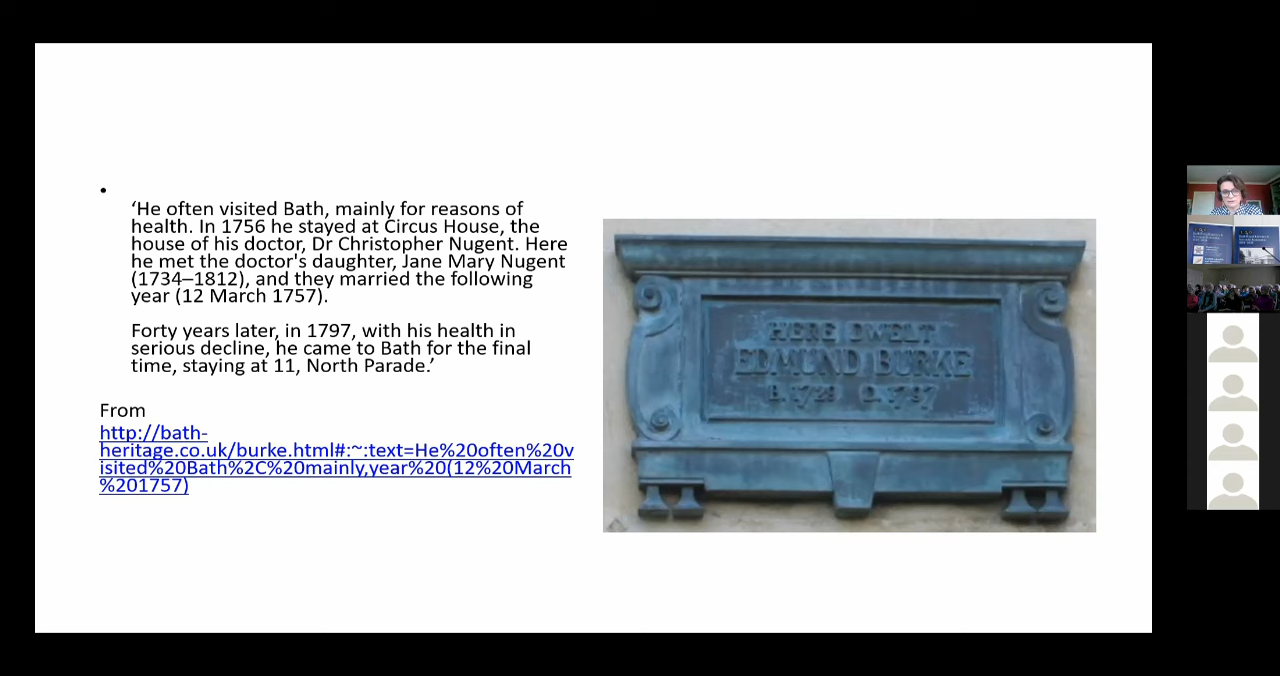 •
‘He often visited Bath, mainly for reasons of
health. In 1756 he stayed at Circus House, the
house of his doctor, Dr Christopher Nugent. Here
he met the doctor's daughter, Jane Mary Nugent
(1734–1812), and they married the following
year (12 March 1757).
Forty years later, in 1797, with his health in
serious decline, he came to Bath for the final
time, staying at 11, North Parade.’
From
http://bath-
heritage.co.uk/burke.html#:~:text=He%20often%20v
isited%20Bath%2C%20mainly,year%20(12%20March
%201757)
HERE DWELT
EDMUND BURKE
B. 1729 D. 1797